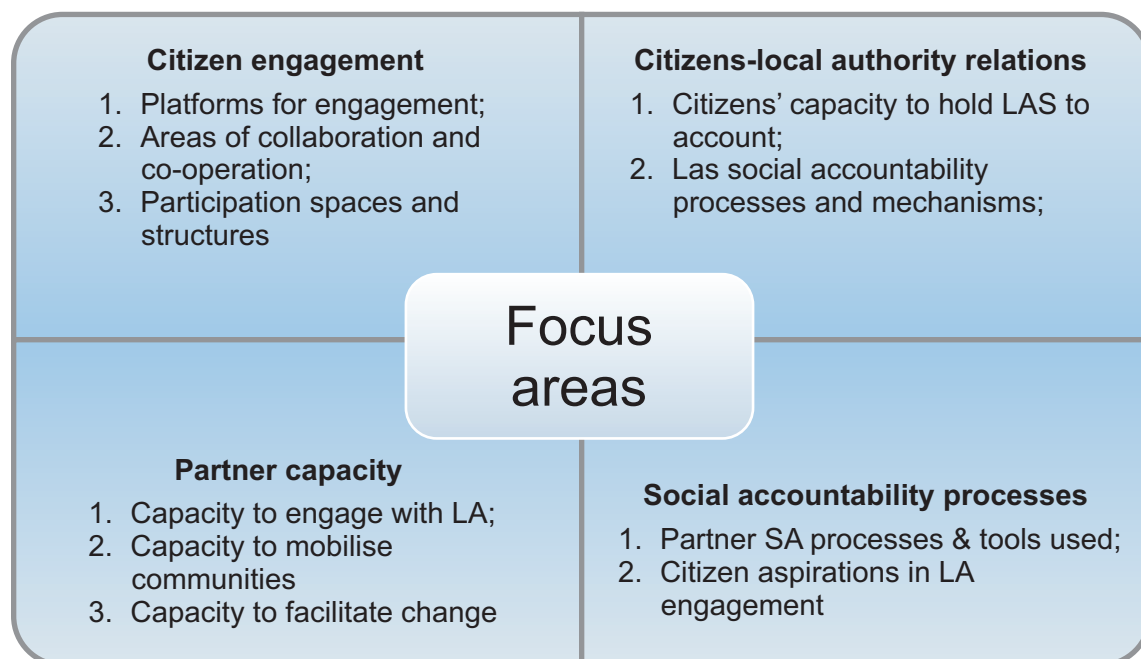 Citizen engagement
1. Platforms for engagement;
2. Areas of collaboration and
co-operation;
3. Participation spaces and
structures
Citizens-local authority relations
1. Citizens’ capacity to hold LAS to
account;
2. Las social accountability
processes and mechanisms;
Focus
areas
Partner capacity
1. Capacity to engage with LA;
2. Capacity to mobilise
communities
3. Capacity to facilitate change
Social accountability processes
1. Partner SA processes & tools used;
2. Citizen aspirations in LA
engagement